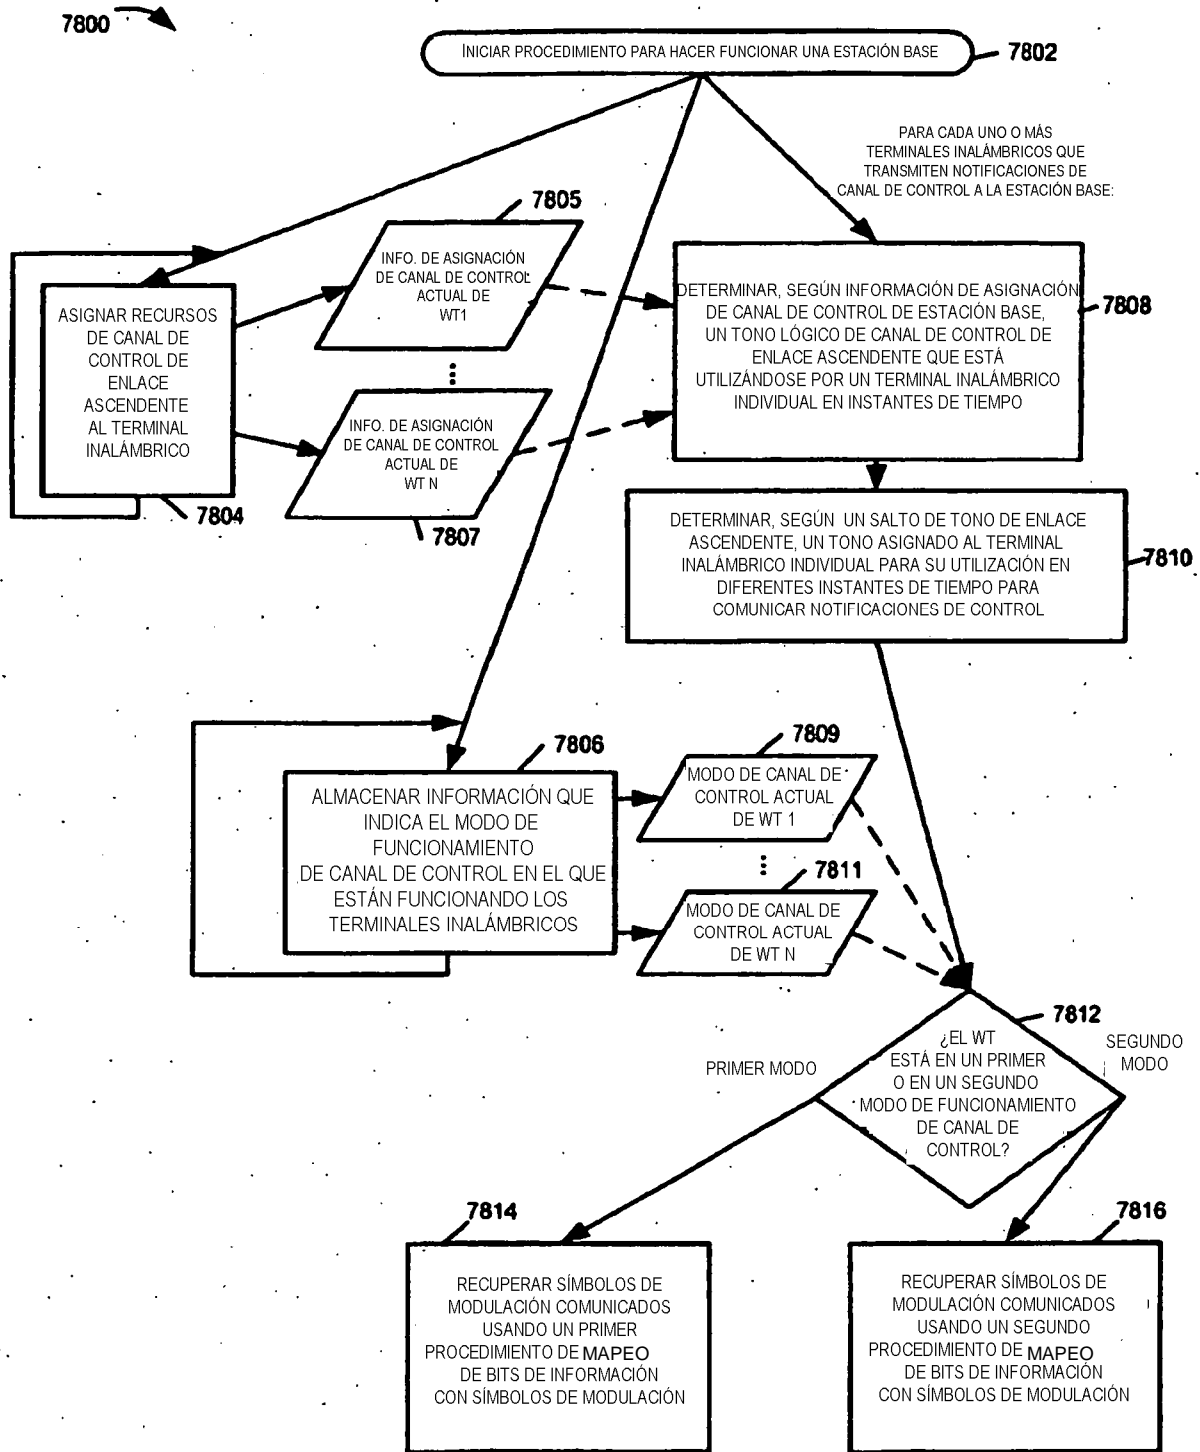 7800
INICIAR PROCEDIMIENTO PARA HACER FUNCIONAR UNA ESTACIÓN BASE
7802
PARA CADA UNO O MÁS
TERMINALES INALÁMBRICOS QUE
TRANSMITEN NOTIFICACIONES DE
CANAL DE CONTROL A LA ESTACIÓN BASE:
7805
INFO. DE ASIGNACIÓN
DE CANAL DE CONTROL
ACTUAL DE
WT1
ASIGNAR RECURSOS
DE CANAL DE
CONTROL DE
ENLACE
ASCENDENTE
AL TERMINAL
INALÁMBRICO
7804
INFO. DE ASIGNACIÓN
DE CANAL DE CONTROL
ACTUAL DE
WT N
7807
DETERMINAR, SEGÚN INFORMACIÓN DE ASIGNACIÓN
DE CANAL DE CONTROL DE ESTACIÓN BASE,
UN TONO LÓGICO DE CANAL DE CONTROL DE
ENLACE ASCENDENTE QUE ESTÁ
UTILIZÁNDOSE POR UN TERMINAL INALÁMBRICO
INDIVIDUAL EN INSTANTES DE TIEMPO
7808
DETERMINAR, SEGÚN UN SALTO DE TONO DE ENLACE
ASCENDENTE, UN TONO ASIGNADO AL TERMINAL
INALÁMBRICO INDIVIDUAL PARA SU UTILIZACIÓN EN
DIFERENTES INSTANTES DE TIEMPO PARA
COMUNICAR NOTIFICACIONES DE CONTROL
7810
7806
ALMACENAR INFORMACIÓN QUE
INDICA EL MODO DE
FUNCIONAMIENTO
DE CANAL DE CONTROL EN EL QUE
ESTÁN FUNCIONANDO LOS
TERMINALES INALÁMBRICOS
7809
MODO DE CANAL DE
CONTROL ACTUAL
DE WT 1
7811
MODO DE CANAL DE
CONTROL ACTUAL
DE WT N
7812
¿EL WT
ESTÁ EN UN PRIMER
O EN UN SEGUNDO
MODO DE FUNCIONAMIENTO
DE CANAL DE
CONTROL?
PRIMER MODO
SEGUNDO
MODO
7814
RECUPERAR SÍMBOLOS DE
MODULACIÓN COMUNICADOS
USANDO UN PRIMER
PROCEDIMIENTO DE MAPEO
DE BITS DE INFORMACIÓN
CON SÍMBOLOS DE MODULACIÓN
7816
RECUPERAR SÍMBOLOS DE
MODULACIÓN COMUNICADOS
USANDO UN SEGUNDO
PROCEDIMIENTO DE MAPEO
DE BITS DE INFORMACIÓN
CON SÍMBOLOS DE MODULACIÓN